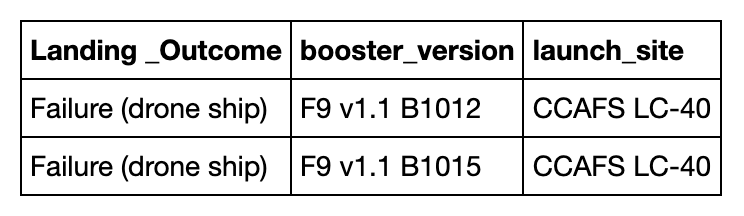 Landing _Outcome booster_version launch_site
Failure (drone ship) F9 v1.1 B1012 CCAFS LC-40
Failure (drone ship) F9 v1.1 B1015 CCAFS LC-40